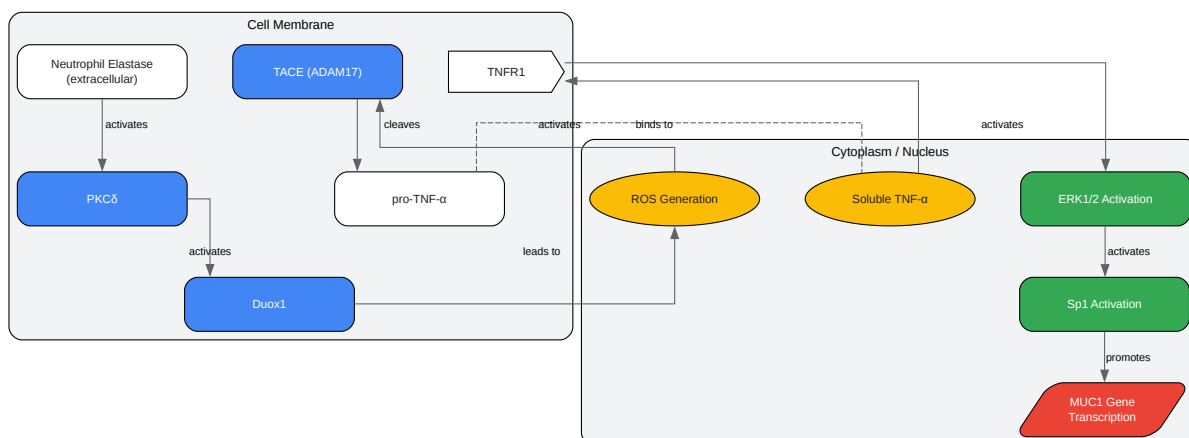 Cell Membrane
Neutrophil Elastase
(extracellular)
TACE (ADAM17)
TNFR1
activates
cleaves
activates
binds to
activates
Cytoplasm / Nucleus
PKCδ
pro-TNF-α
ROS Generation
Soluble TNF-α
ERK1/2 Activation
activates
leads to
activates
Duox1
Sp1 Activation
promotes
MUC1 Gene
Transcription